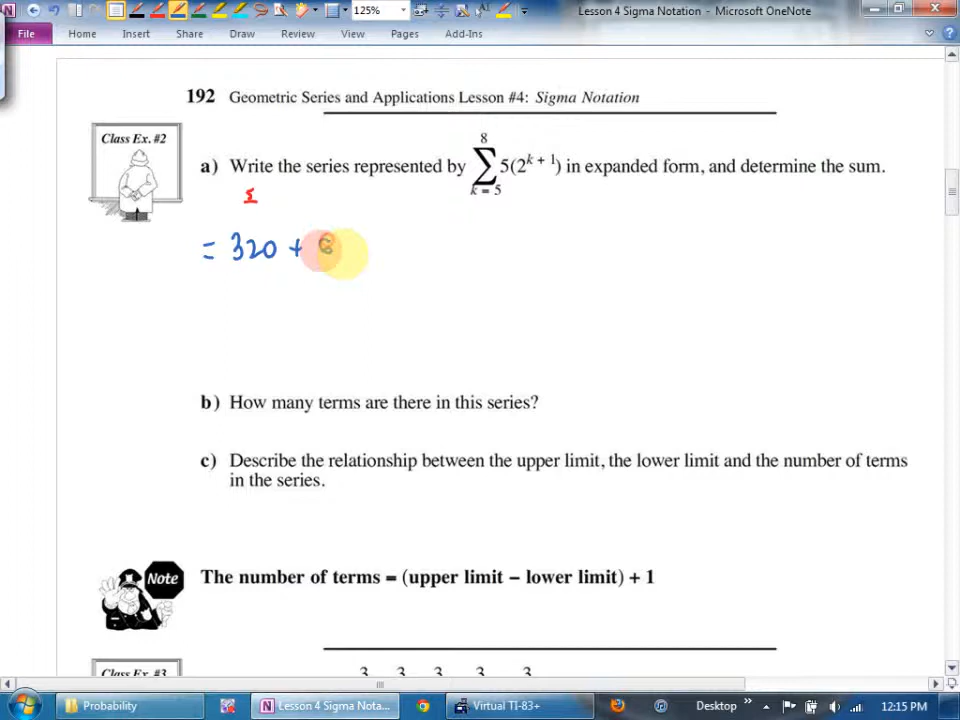 125%
Lesson 4 Sigma Notation - Microsoft OneNote
File Home Insert Share Draw Review View Pages Add-Ins
192 Geometric Series and Applications Lesson #4: Sigma Notation
Class Ex. #2
8
a) Write the series represented by ∑ 5(2^{k + 1}) in expanded form, and determine the sum.
k = 5
= 320 +
b) How many terms are there in this series?
c) Describe the relationship between the upper limit, the lower limit and the number of terms
in the series.
Note
The number of terms = (upper limit − lower limit) + 1
Class Ex. #3
3 3 3 3 3
Probability Lesson 4 Sigma Nota... Virtual TI-83+ Desktop 12:15 PM